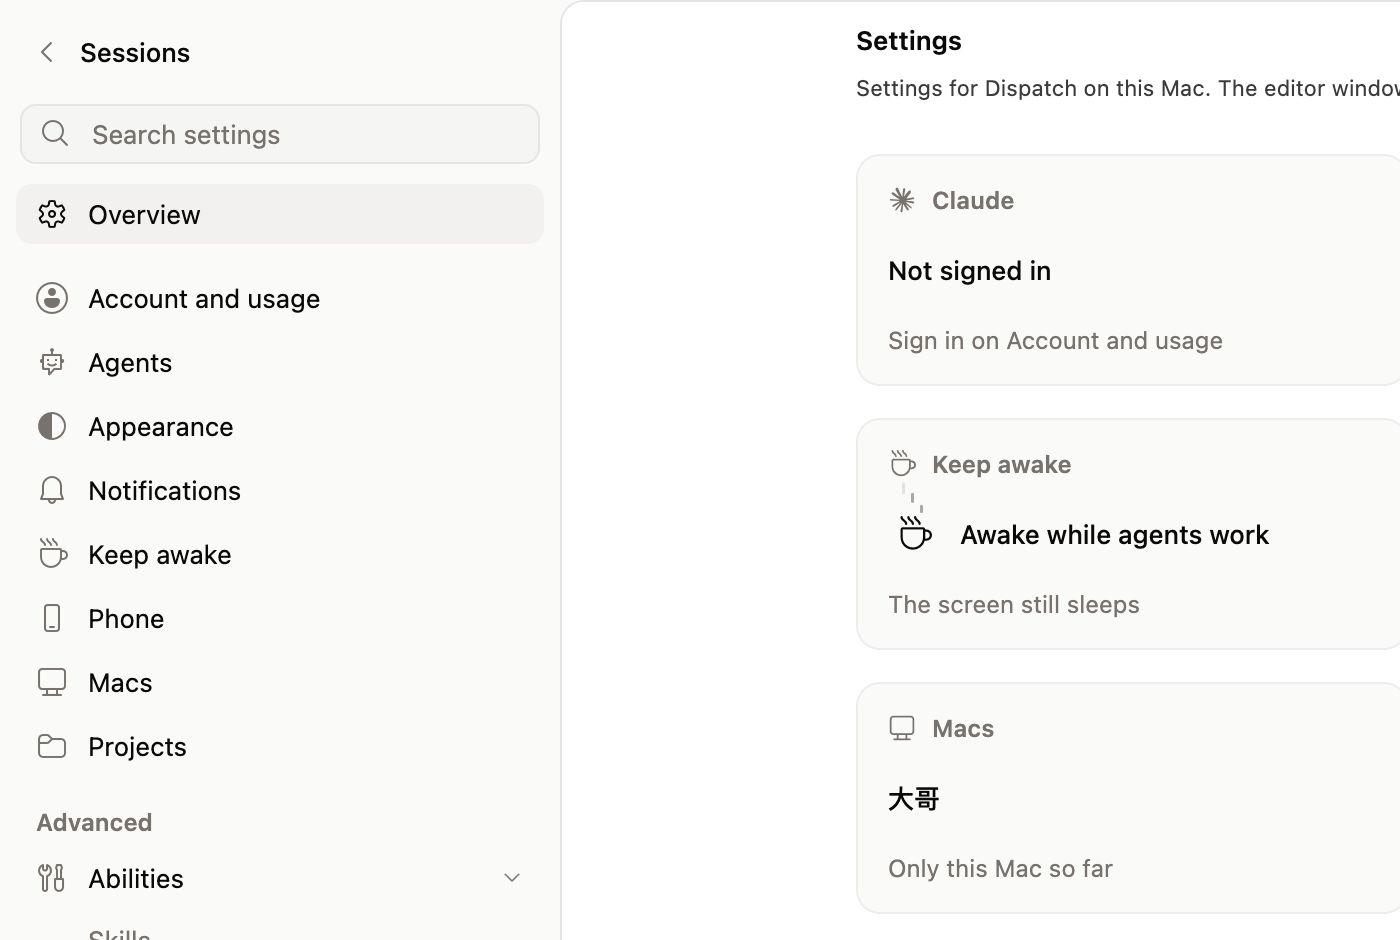 Sessions
Search settings
Overview
Account and usage
Agents
Appearance
Notifications
Keep awake
Phone
Macs
Projects
Advanced
Abilities
Skills
Settings
Settings for Dispatch on this Mac. The editor window
Claude
Not signed in
Sign in on Account and usage
Keep awake
Awake while agents work
The screen still sleeps
Macs
大哥
Only this Mac so far